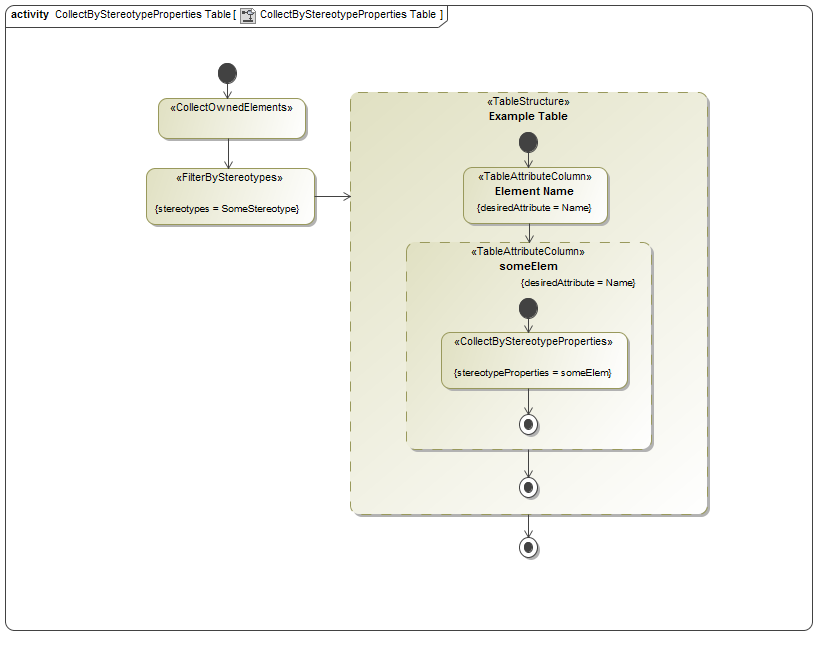 activity CollectByStereotypeProperties Table [ CollectByStereotypeProperties Table ]
«CollectOwnedElements»
«FilterByStereotypes»
{stereotypes = SomeStereotype}
«TableStructure»
Example Table
«TableAttributeColumn»
Element Name
{desiredAttribute = Name}
«TableAttributeColumn»
someElem
{desiredAttribute = Name}
«CollectByStereotypeProperties»
{stereotypeProperties = someElem}